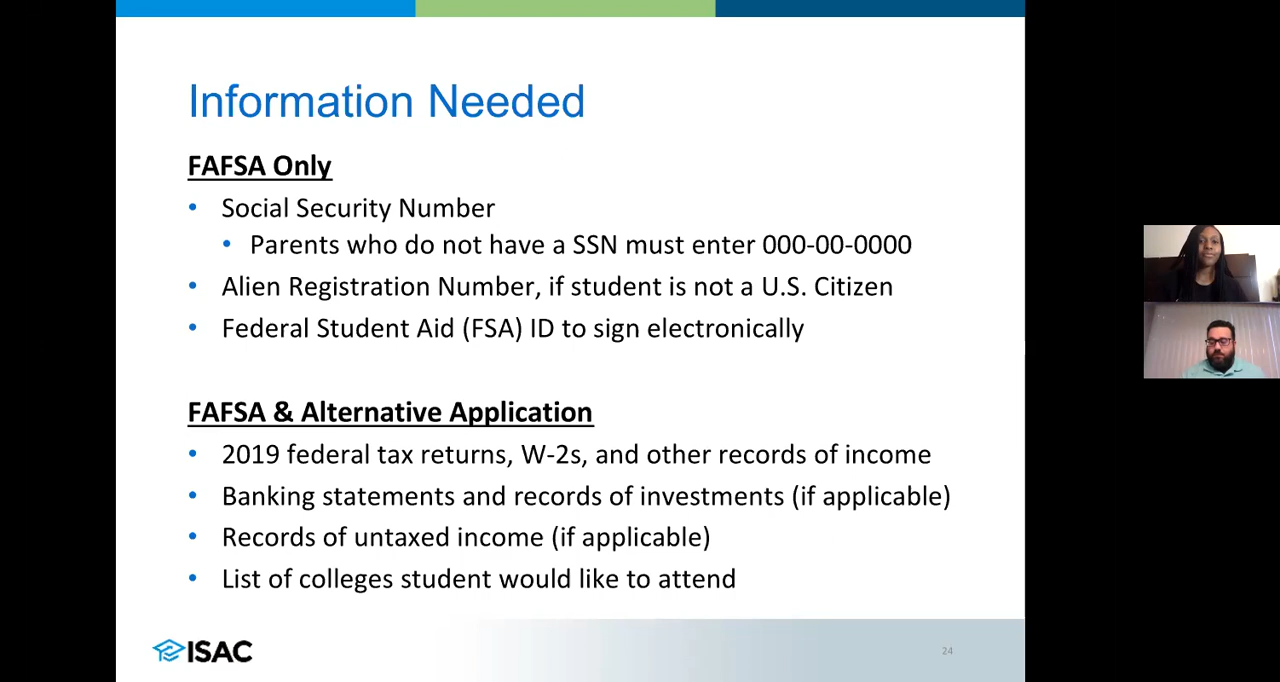 Information Needed
FAFSA Only
• Social Security Number
• Parents who do not have a SSN must enter 000-00-0000
• Alien Registration Number, if student is not a U.S. Citizen
• Federal Student Aid (FSA) ID to sign electronically
FAFSA & Alternative Application
• 2019 federal tax returns, W-2s, and other records of income
• Banking statements and records of investments (if applicable)
• Records of untaxed income (if applicable)
• List of colleges student would like to attend
ISAC
24